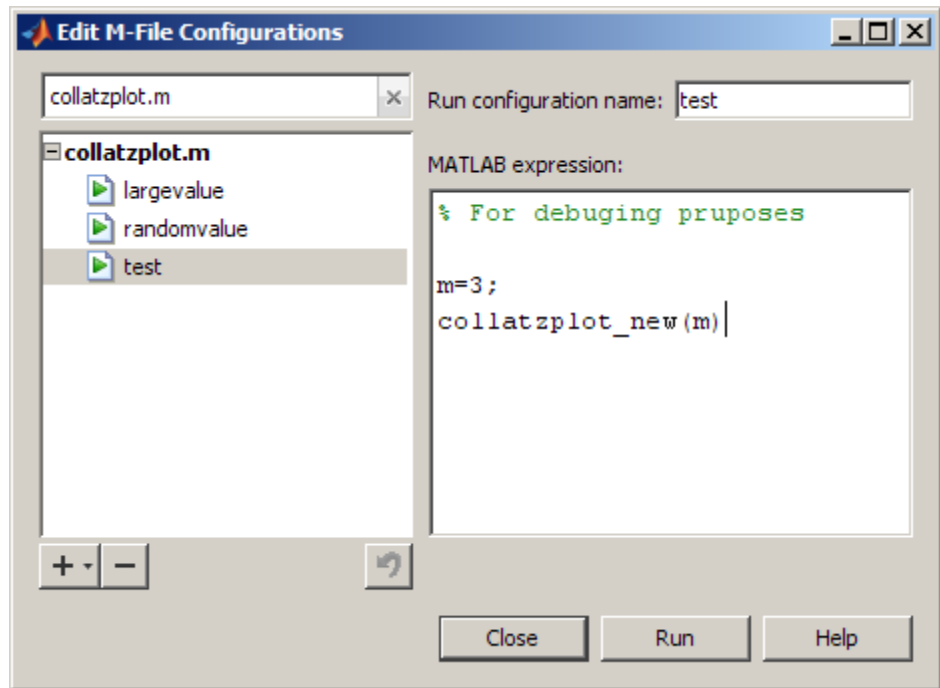 Edit M-File Configurations
collatzplot.m
Run configuration name: test
collatzplot.m
largevalue
randomvalue
test
MATLAB expression:
% For debuging pruposes
m=3;
collatzplot_new(m)
Close
Run
Help